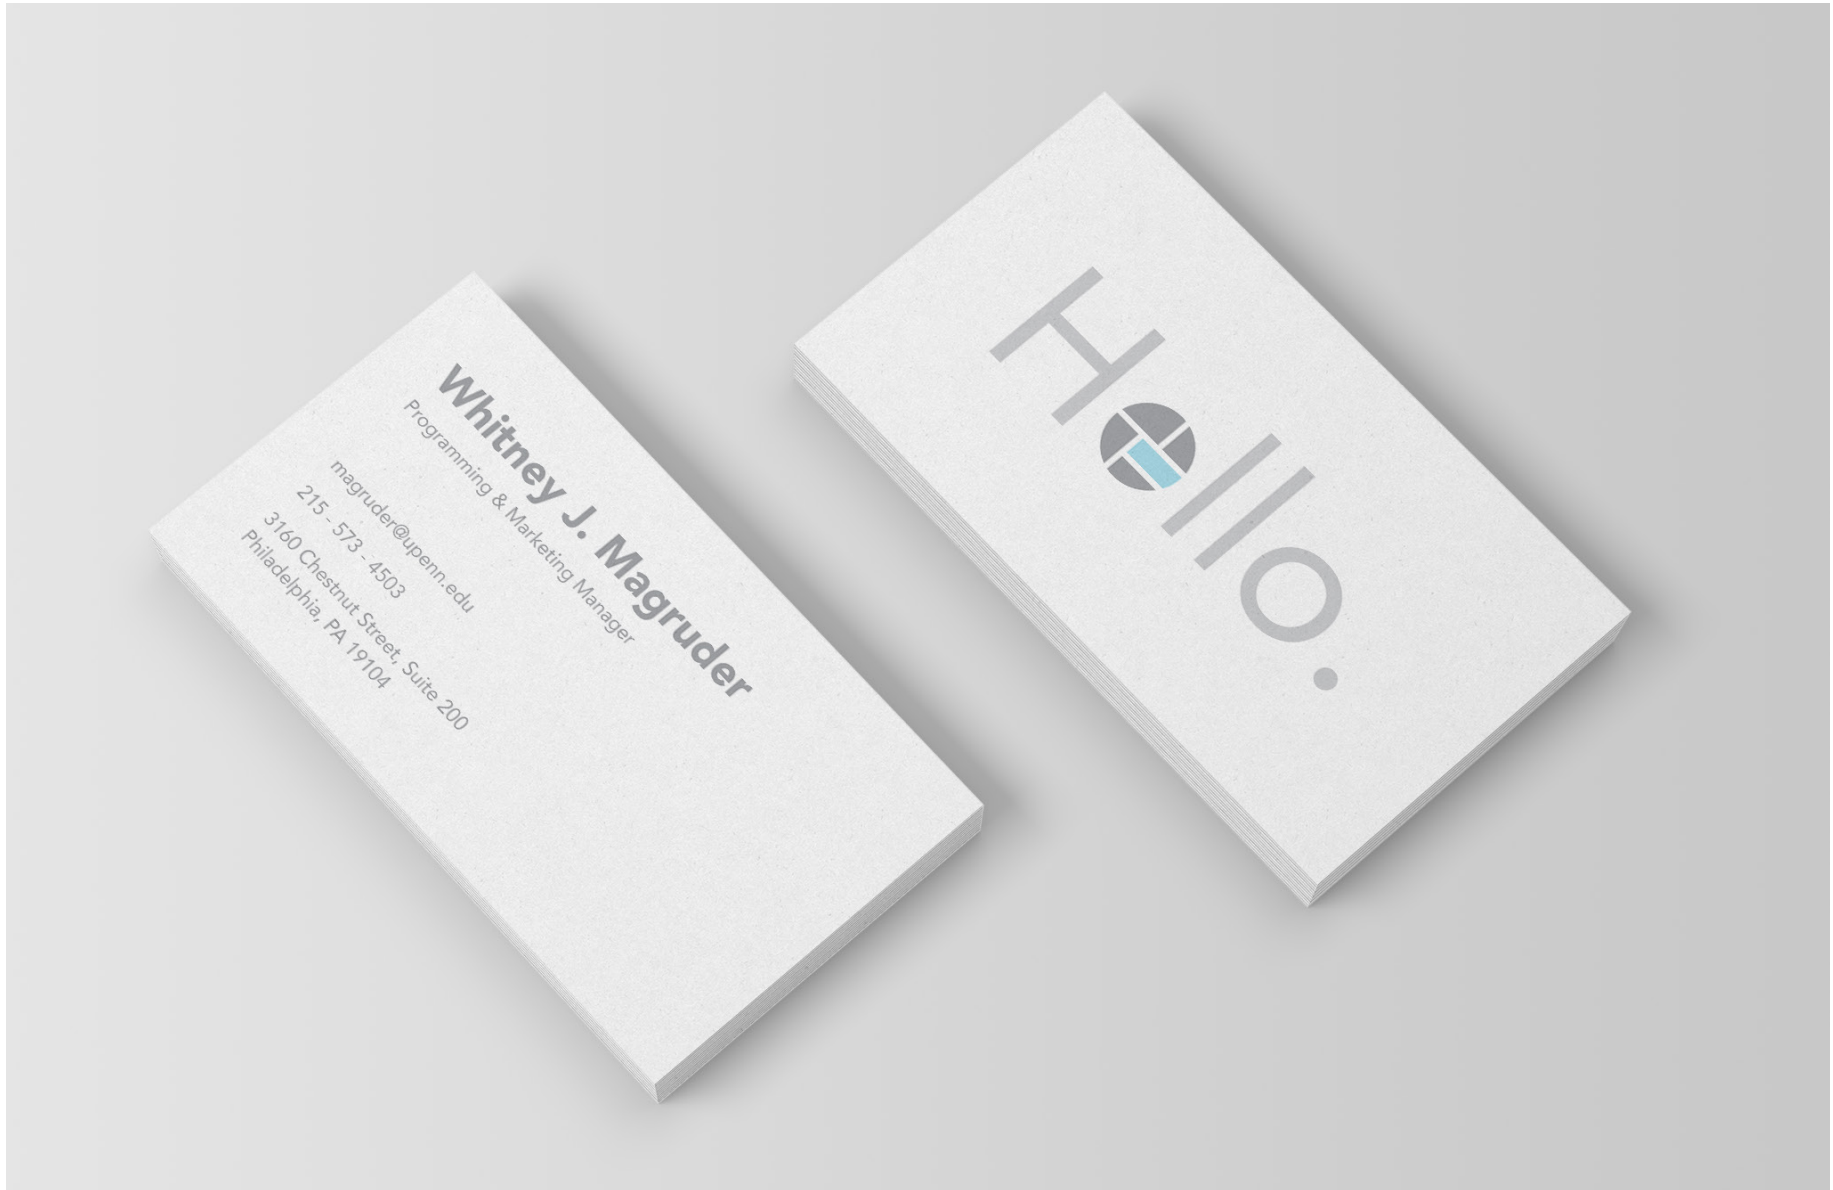 Whitney J. Magruder
Programming & Marketing Manager
magruder@upenn.edu
215 - 573 - 4503
3160 Chestnut Street, Suite 200
Philadelphia, PA 19104
Hello.